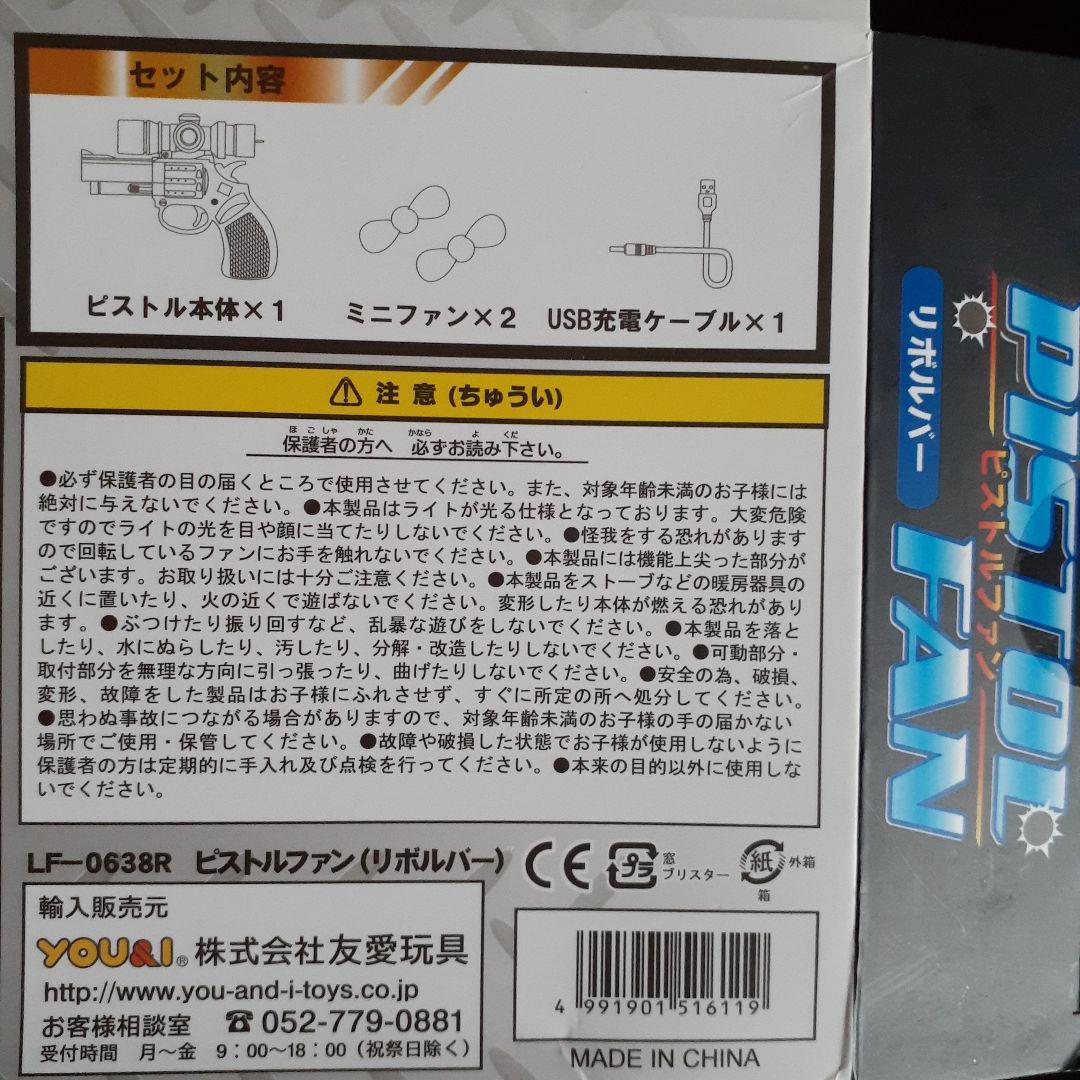 セット内容
ピストル本体×1
ミニファン×2
USB充電ケーブル×1
注意(ちゅうい)
ほごしゃ かた かなら よ くだ
保護者の方へ 必ずお読み下さい。
●必ず保護者の目の届くところで使用させてください。また、対象年齢未満のお子様には
絶対に与えないでください。●本製品はライトが光る仕様となっております。大変危険
ですのでライトの光を目や顔に当てたりしないでください。●怪我をする恐れがあります
ので回転しているファンにお手を触れないでください。●本製品には機能上尖った部分が
ございます。お取り扱いには十分ご注意ください。●本製品をストーブなどの暖房器具の
近くに置いたり、火の近くで遊ばないでください。変形したり本体が燃える恐れがあり
ます。●ぶつけたり振り回すなど、乱暴な遊びをしないでください。●本製品を落と
したり、水にぬらしたり、汚したり、分解・改造したりしないでください。●可動部分・
取付部分を無理な方向に引っ張ったり、曲げたりしないでください。●安全の為、破損、
変形、故障をした製品はお子様にふれさせず、すぐに所定の所へ処分してください。
●思わぬ事故につながる場合がありますので、対象年齢未満のお子様の手の届かない
場所でご使用・保管してください。●故障や破損した状態でお子様が使用しないように
保護者の方は定期的に手入れ及び点検を行ってください。●本来の目的以外に使用しな
いでください。
LF-0638R ピストルファン(リボルバー)
CE
プラ
窓
ブリスター
紙
外箱
箱
輸入販売元
YOU&I® 株式会社友愛玩具
http://www.you-and-i-toys.co.jp
お客様相談室 ☎052-779-0881
受付時間 月〜金 9:00〜18:00(祝祭日除く)
4 991901 516119
MADE IN CHINA
リボルバー
PISTOL
ピストルファン
FAN